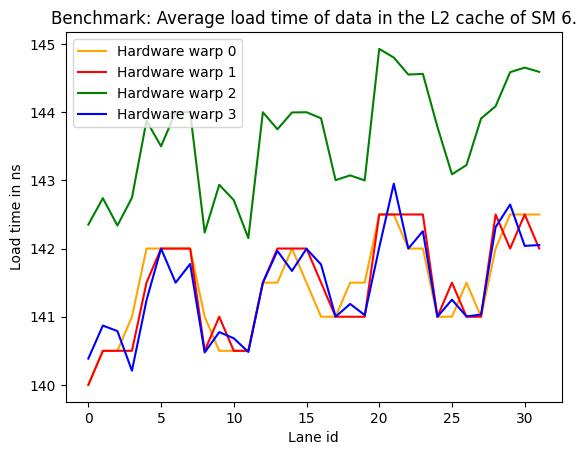 Benchmark: Average load time of data in the L2 cache of SM 6.
Hardware warp 0
Hardware warp 1
Hardware warp 2
Hardware warp 3
Load time in ns
145
144
143
142
141
140
0 5 10 15 20 25 30
Lane id